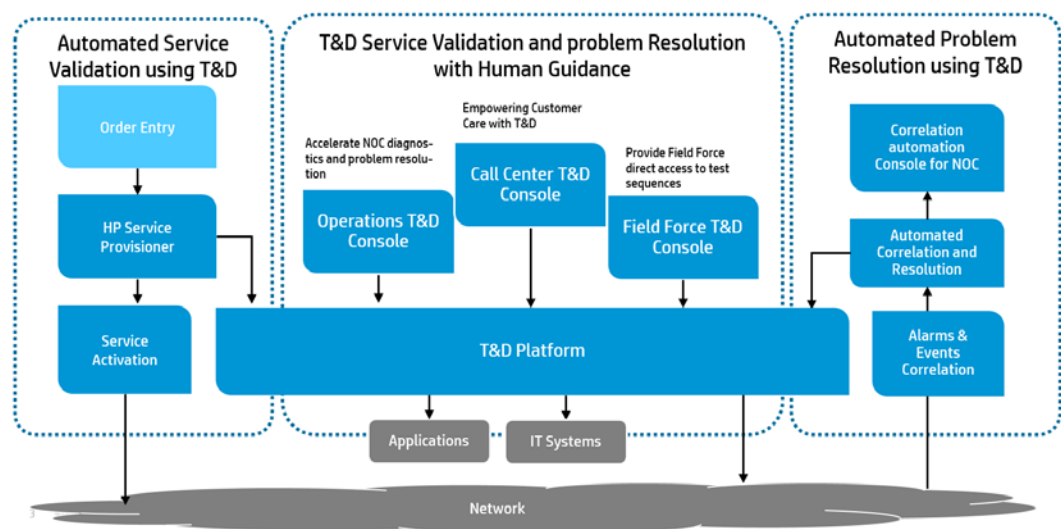 Automated Service
Validation using T&D
Order Entry
HP Service
Provisioner
Service
Activation
T&D Service Validation and problem Resolution
with Human Guidance
Accelerate NOC diagnos-
tics and problem resolu-
tion
Operations T&D
Console
Empowering Customer
Care with T&D
Call Center T&D
Console
Provide Field Force
direct access to test
sequences
Field Force T&D
Console
T&D Platform
Applications
IT Systems
Automated Problem
Resolution using T&D
Correlation
automation
Console for NOC
Automated
Correlation and
Resolution
Alarms &
Events
Correlation
Network
3